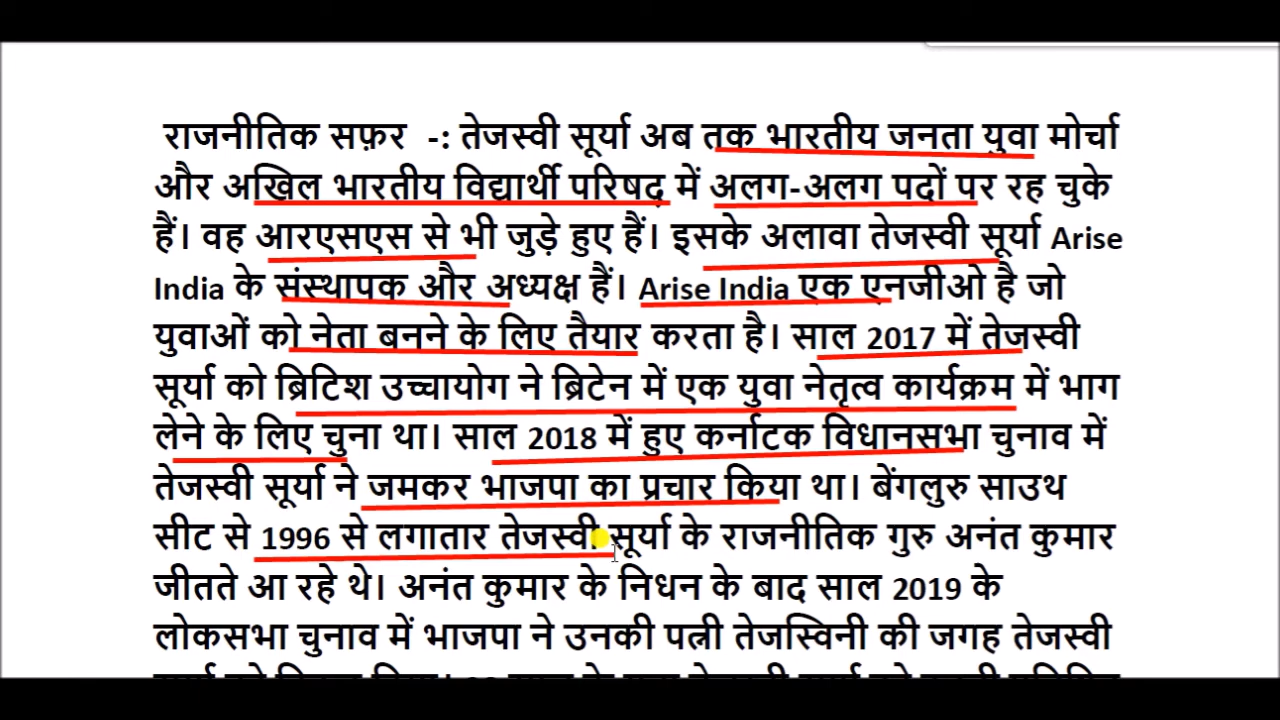 राजनीतिक सफ़र -: तेजस्वी सूर्या अब तक भारतीय जनता युवा मोर्चा
और अखिल भारतीय विद्यार्थी परिषद में अलग-अलग पदों पर रह चुके
हैं। वह आरएसएस से भी जुड़े हुए हैं। इसके अलावा तेजस्वी सूर्या Arise
India के संस्थापक और अध्यक्ष हैं। Arise India एक एनजीओ है जो
युवाओं को नेता बनने के लिए तैयार करता है। साल 2017 में तेजस्वी
सूर्या को ब्रिटिश उच्चायोग ने ब्रिटेन में एक युवा नेतृत्व कार्यक्रम में भाग
लेने के लिए चुना था। साल 2018 में हुए कर्नाटक विधानसभा चुनाव में
तेजस्वी सूर्या ने जमकर भाजपा का प्रचार किया था। बेंगलुरु साउथ
सीट से 1996 से लगातार तेजस्वी सूर्या के राजनीतिक गुरु अनंत कुमार
जीतते आ रहे थे। अनंत कुमार के निधन के बाद साल 2019 के
लोकसभा चुनाव में भाजपा ने उनकी पत्नी तेजस्विनी की जगह तेजस्वी